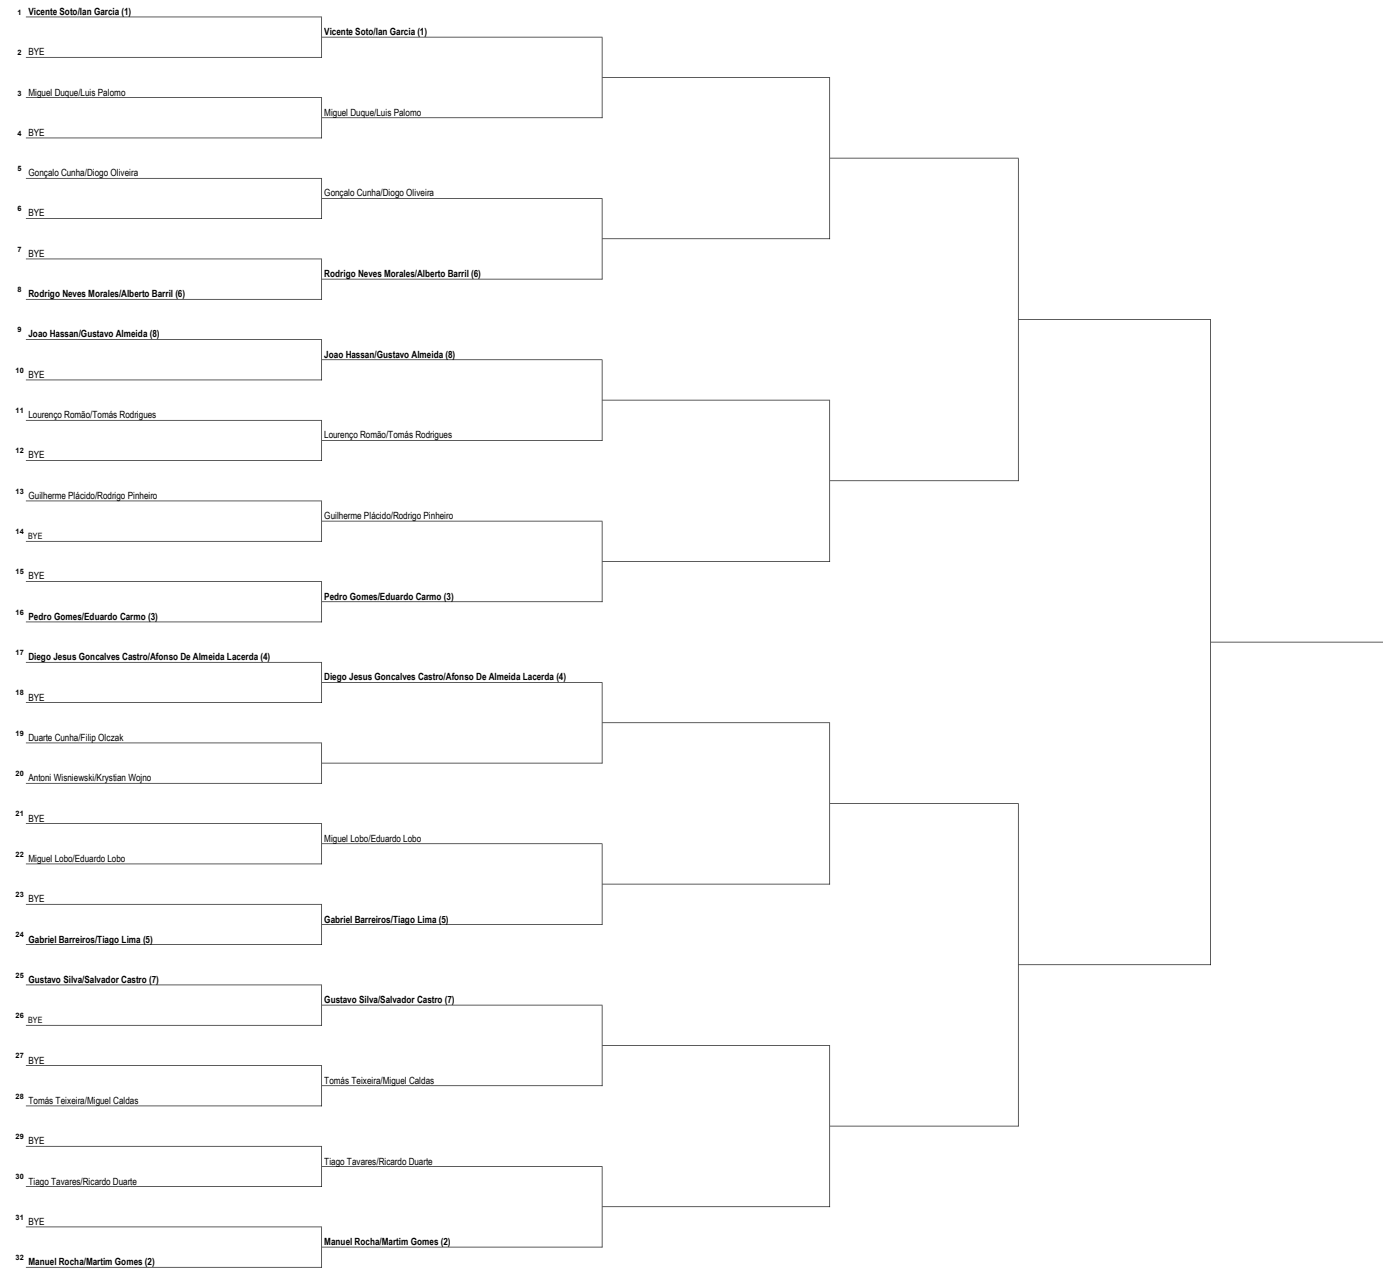 1 Vicente Soto/Ian Garcia (1)
Vicente Soto/Ian Garcia (1)
2 BYE
3 Miguel Duque/Luis Palomo
Miguel Duque/Luis Palomo
4 BYE
5 Gonçalo Cunha/Diogo Oliveira
Gonçalo Cunha/Diogo Oliveira
6 BYE
7 BYE
Rodrigo Neves Morales/Alberto Barril (6)
8 Rodrigo Neves Morales/Alberto Barril (6)
9 Joao Hassan/Gustavo Almeida (8)
Joao Hassan/Gustavo Almeida (8)
10 BYE
11 Lourenço Romão/Tomás Rodrigues
Lourenço Romão/Tomás Rodrigues
12 BYE
13 Guilherme Plácido/Rodrigo Pinheiro
Guilherme Plácido/Rodrigo Pinheiro
14 BYE
15 BYE
Pedro Gomes/Eduardo Carmo (3)
16 Pedro Gomes/Eduardo Carmo (3)
17 Diego Jesus Goncalves Castro/Afonso De Almeida Lacerda (4)
Diego Jesus Goncalves Castro/Afonso De Almeida Lacerda (4)
18 BYE
19 Duarte Cunha/Filip Olczak
20 Antoni Wisniewski/Krystian Wojno
21 BYE
Miguel Lobo/Eduardo Lobo
22 Miguel Lobo/Eduardo Lobo
23 BYE
Gabriel Barreiros/Tiago Lima (5)
24 Gabriel Barreiros/Tiago Lima (5)
25 Gustavo Silva/Salvador Castro (7)
Gustavo Silva/Salvador Castro (7)
26 BYE
27 BYE
Tomás Teixeira/Miguel Caldas
28 Tomás Teixeira/Miguel Caldas
29 BYE
Tiago Tavares/Ricardo Duarte
30 Tiago Tavares/Ricardo Duarte
31 BYE
Manuel Rocha/Martim Gomes (2)
32 Manuel Rocha/Martim Gomes (2)